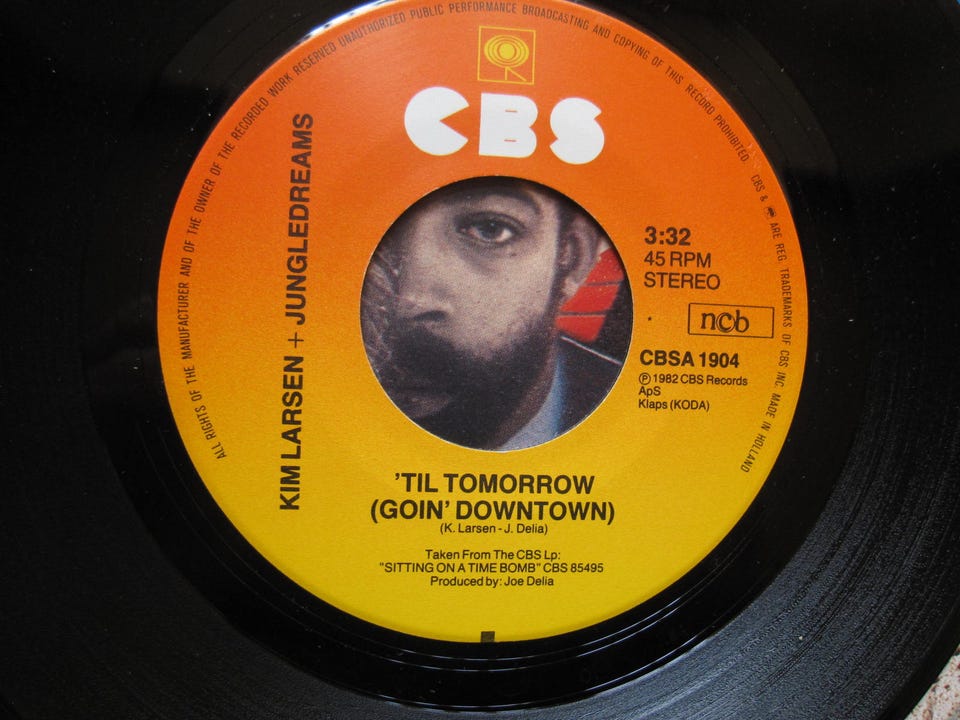 ALL RIGHTS OF THE MANUFACTURER AND OF THE OWNER OF THE RECORDED WORK RESERVED UNAUTHORIZED PUBLIC PERFORMANCE BROADCASTING AND COPYING OF THIS RECORD PROHIBITED. CBS & ARE REG. TRADEMARKS OF CBS INC. MADE IN HOLLAND
CBS
KIM LARSEN + JUNGLEDREAMS
3:32
45 RPM
STEREO
ncb
CBSA 1904
Ⓟ 1982 CBS Records
ApS
Klaps (KODA)
'TIL TOMORROW
(GOIN' DOWNTOWN)
(K. Larsen - J. Delia)
Taken From The CBS Lp:
"SITTING ON A TIME BOMB" CBS 85495
Produced by: Joe Delia